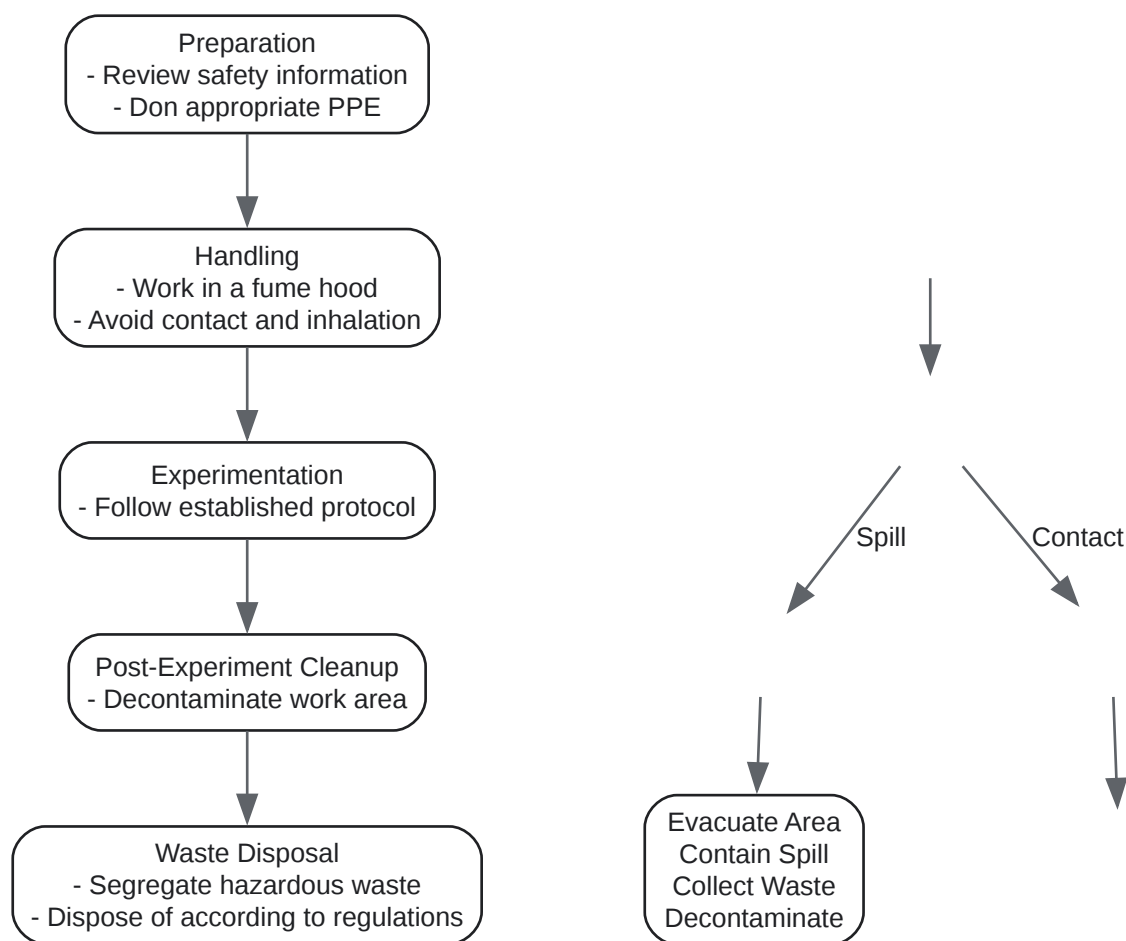 Preparation
- Review safety information
- Don appropriate PPE
Handling
- Work in a fume hood
- Avoid contact and inhalation
Experimentation
- Follow established protocol
Post-Experiment Cleanup
- Decontaminate work area
Waste Disposal
- Segregate hazardous waste
- Dispose of according to regulations
Spill
Contact
Evacuate Area
Contain Spill
Collect Waste
Decontaminate